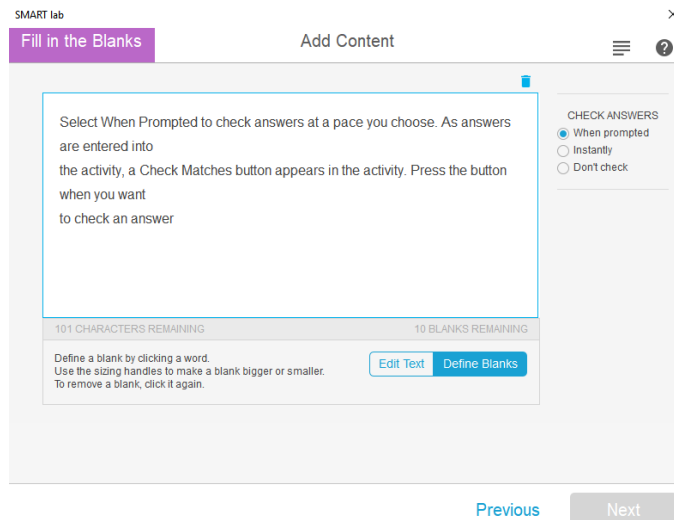 SMART lab
Fill in the Blanks
Add Content
Select When Prompted to check answers at a pace you choose. As answers
are entered into
the activity, a Check Matches button appears in the activity. Press the button
when you want
to check an answer
101 CHARACTERS REMAINING
10 BLANKS REMAINING
Define a blank by clicking a word.
Use the sizing handles to make a blank bigger or smaller.
To remove a blank, click it again.
Edit Text
Define Blanks
CHECK ANSWERS
When prompted
Instantly
Don't check
Previous
Next